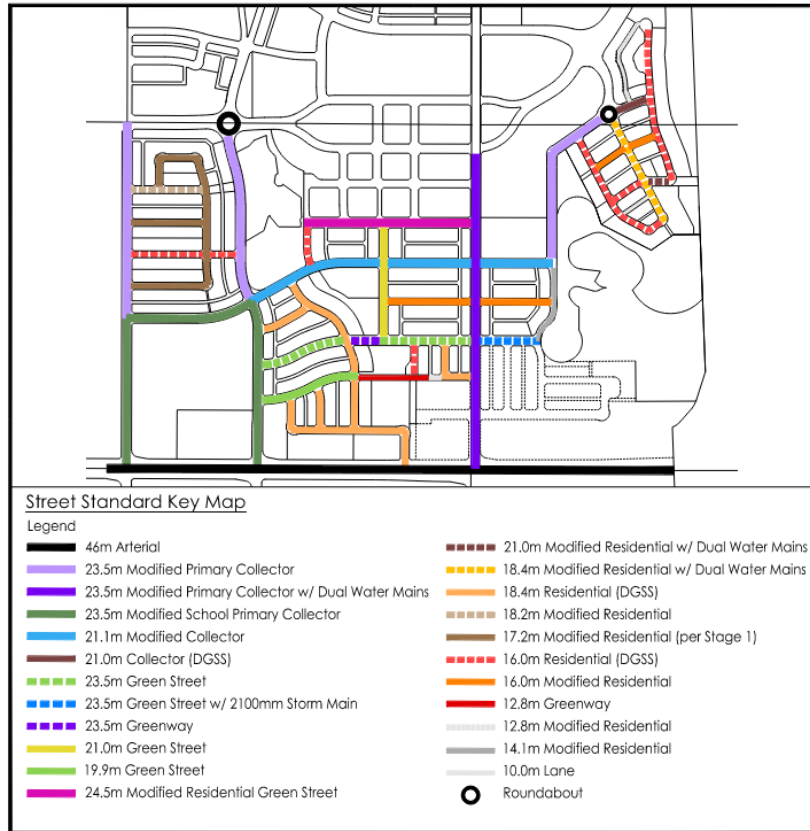 Street Standard Key Map
Legend
46m Arterial
23.5m Modified Primary Collector
23.5m Modified Primary Collector w/ Dual Water Mains
23.5m Modified School Primary Collector
21.1m Modified Collector
21.0m Collector (DGSS)
23.5m Green Street
23.5m Green Street w/ 2100mm Storm Main
23.5m Greenway
21.0m Green Street
19.9m Green Street
24.5m Modified Residential Green Street
21.0m Modified Residential w/ Dual Water Mains
18.4m Modified Residential w/ Dual Water Mains
18.4m Residential (DGSS)
18.2m Modified Residential
17.2m Modified Residential (per Stage 1)
16.0m Residential (DGSS)
16.0m Modified Residential
12.8m Greenway
12.8m Modified Residential
14.1m Modified Residential
10.0m Lane
Roundabout